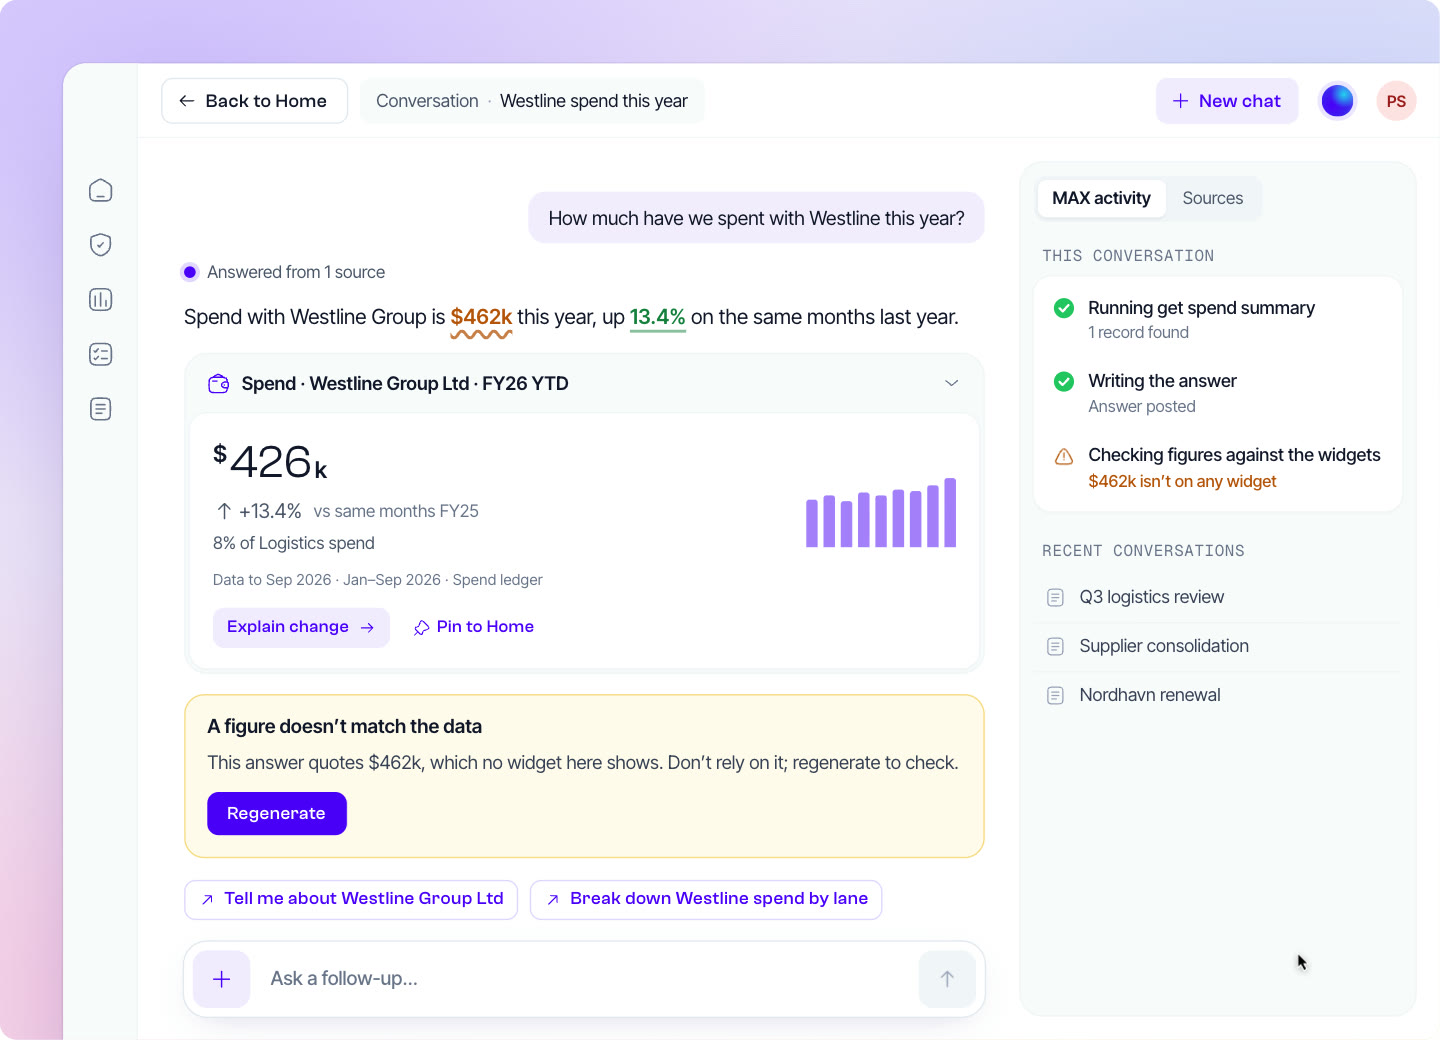 Back to Home
Conversation · Westline spend this year
New chat
PS
How much have we spent with Westline this year?
Answered from 1 source
Spend with Westline Group is $462k this year, up 13.4% on the same months last year.
Spend · Westline Group Ltd · FY26 YTD
$426k
+13.4% vs same months FY25
8% of Logistics spend
Data to Sep 2026 · Jan–Sep 2026 · Spend ledger
Explain change
Pin to Home
A figure doesn’t match the data
This answer quotes $462k, which no widget here shows. Don’t rely on it; regenerate to check.
Regenerate
Tell me about Westline Group Ltd
Break down Westline spend by lane
Ask a follow-up...
MAX activity
Sources
THIS CONVERSATION
Running get spend summary
1 record found
Writing the answer
Answer posted
Checking figures against the widgets
$462k isn’t on any widget
RECENT CONVERSATIONS
Q3 logistics review
Supplier consolidation
Nordhavn renewal